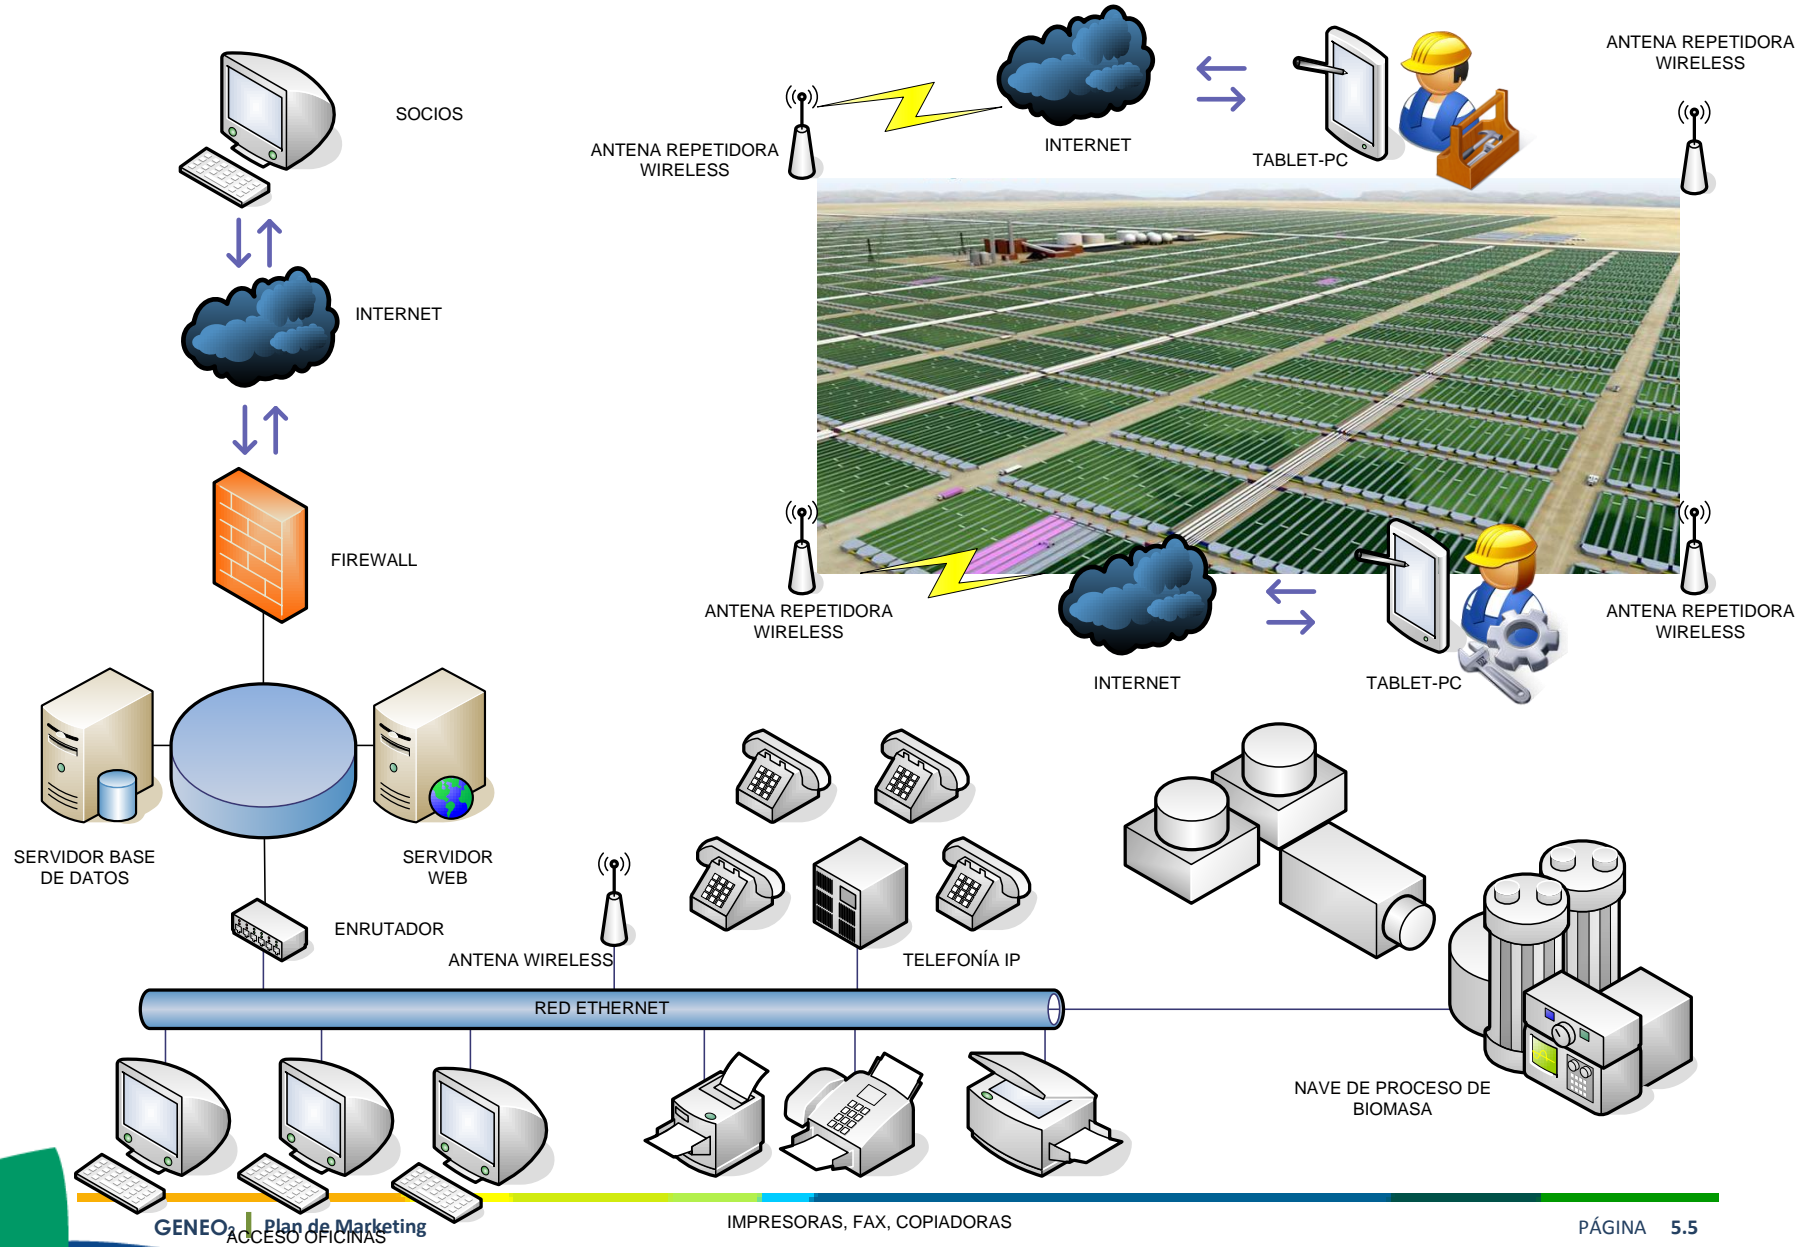 SOCIOS
INTERNET
FIREWALL
SERVIDOR BASE
DE DATOS
SERVIDOR
WEB
ENRUTADOR
ANTENA REPETIDORA
WIRELESS
INTERNET
TABLET-PC
ANTENA REPETIDORA
WIRELESS
ANTENA REPETIDORA
WIRELESS
INTERNET
TABLET-PC
ANTENA REPETIDORA
WIRELESS
ANTENA WIRELESS
TELEFONÍA IP
RED ETHERNET
NAVE DE PROCESO DE
BIOMASA
IMPRESORAS, FAX, COPIADORAS
ACCESO OFICINAS
GENEO₂ Plan de Marketing
PÁGINA 5.5